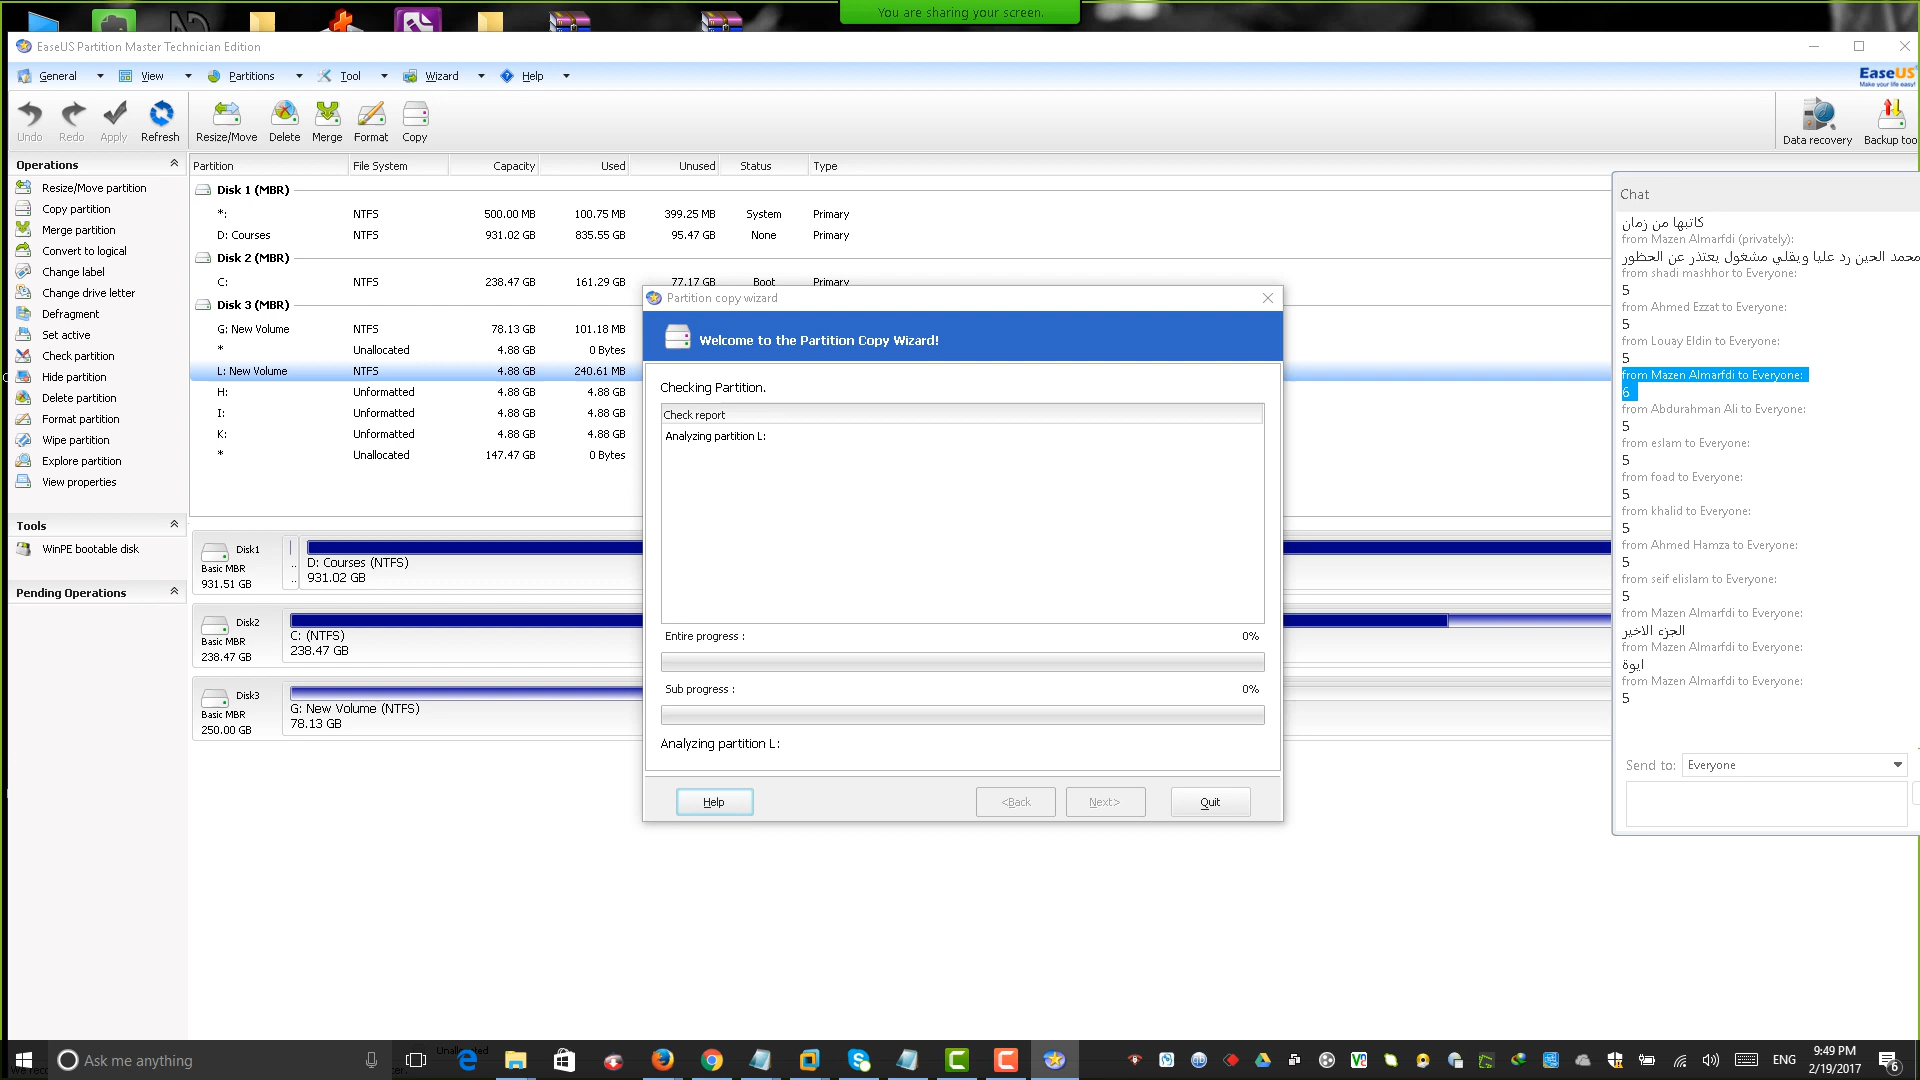 You are sharing your screen.
EaseUS Partition Master Technician Edition
General View Partitions Tool Wizard Help
EaseUS
Make your life easy!
Undo Redo Apply Refresh Resize/Move Delete Merge Format Copy Data recovery Backup too
Operations
Resize/Move partition
Copy partition
Merge partition
Convert to logical
Change label
Change drive letter
Defragment
Set active
Check partition
Hide partition
Delete partition
Format partition
Wipe partition
Explore partition
View properties
Tools
WinPE bootable disk
Pending Operations
Partition File System Capacity Used Unused Status Type
Disk 1 (MBR)
*: NTFS 500.00 MB 100.75 MB 399.25 MB System Primary
D: Courses NTFS 931.02 GB 835.55 GB 95.47 GB None Primary
Disk 2 (MBR)
C: NTFS 238.47 GB 161.29 GB 77.17 GB Boot Primary
Disk 3 (MBR)
G: New Volume NTFS 78.13 GB 101.18 MB
* Unallocated 4.88 GB 0 Bytes
L: New Volume NTFS 4.88 GB 240.61 MB
H: Unformatted 4.88 GB 4.88 GB
I: Unformatted 4.88 GB 4.88 GB
K: Unformatted 4.88 GB 4.88 GB
* Unallocated 147.47 GB 0 Bytes
Disk1
Basic MBR
931.51 GB
..
..
D: Courses (NTFS)
931.02 GB
Disk2
Basic MBR
238.47 GB
C: (NTFS)
238.47 GB
Disk3
Basic MBR
250.00 GB
G: New Volume (NTFS)
78.13 GB
Partition copy wizard
Welcome to the Partition Copy Wizard!
Checking Partition.
Check report
Analyzing partition L:
Entire progress : 0%
Sub progress : 0%
Analyzing partition L:
Help <Back Next> Quit
Chat
كاتبها من زمان
from Mazen Almarfdi (privately):
محمد الحين رد عليا ويقلي مشغول يعتذر عن الحظور
from shadi mashhor to Everyone:
5
from Ahmed Ezzat to Everyone:
5
from Louay Eldin to Everyone:
5
from Mazen Almarfdi to Everyone:
6
from Abdurahman Ali to Everyone:
5
from eslam to Everyone:
5
from foad to Everyone:
5
from khalid to Everyone:
5
from Ahmed Hamza to Everyone:
5
from seif elislam to Everyone:
5
from Mazen Almarfdi to Everyone:
الجزء الاخير
from Mazen Almarfdi to Everyone:
ايوة
from Mazen Almarfdi to Everyone:
5
Send to: Everyone
Ask me anything
ENG
9:49 PM
2/19/2017
6